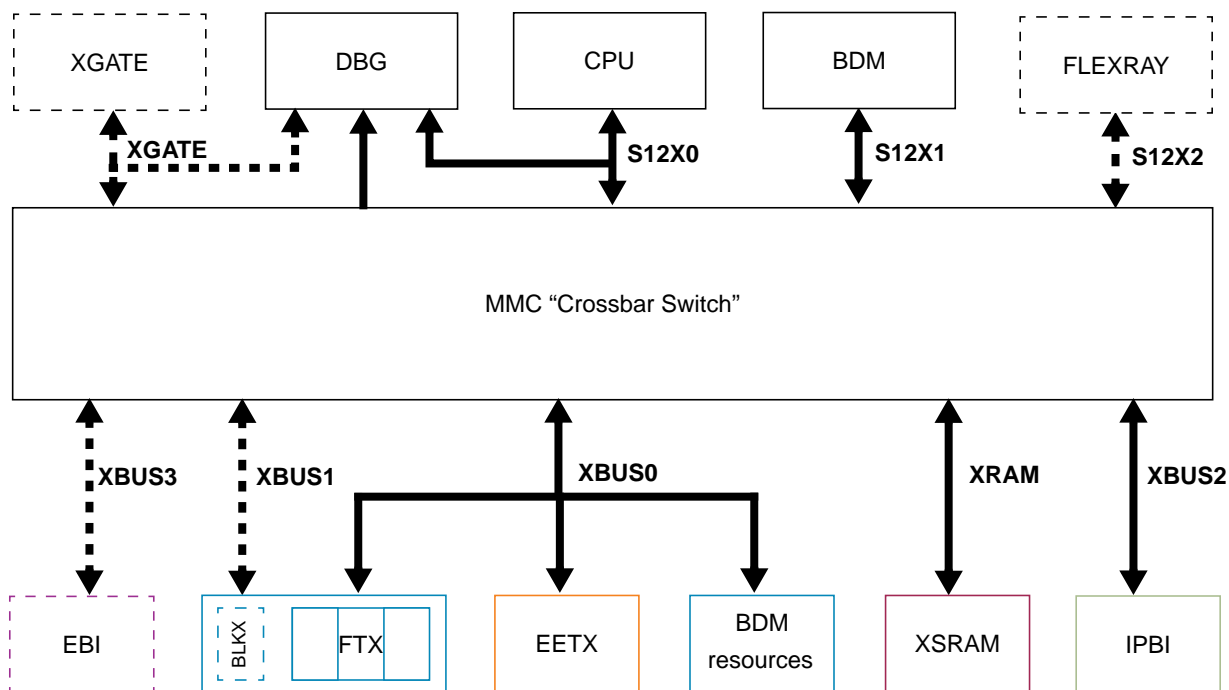 XGATE
DBG
CPU
BDM
FLEXRAY
XGATE
S12X0
S12X1
S12X2
MMC “Crossbar Switch”
XBUS3
XBUS1
XBUS0
XRAM
XBUS2
EBI
BLKX
FTX
EETX
BDM
resources
XSRAM
IPBI